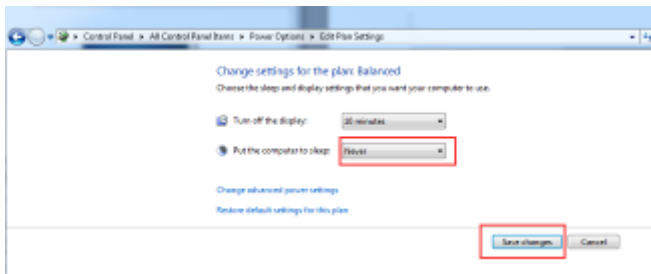 Control Panel ▸ All Control Panel Items ▸ Power Options ▸ Edit Plan Settings
Change settings for the plan: Balanced
Choose the sleep and display settings that you want your computer to use.
Turn off the display: 20 minutes
Put the computer to sleep: Never
Change advanced power settings
Restore default settings for this plan
Save changes Cancel